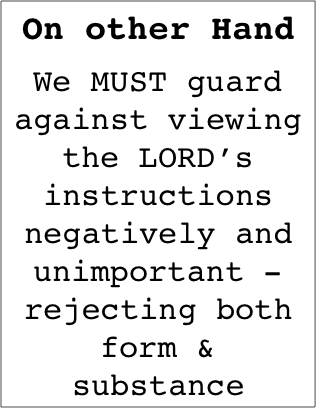 On other Hand
We MUST guard
against viewing
the LORD’s
instructions
negatively and
unimportant –
rejecting both
form &
substance